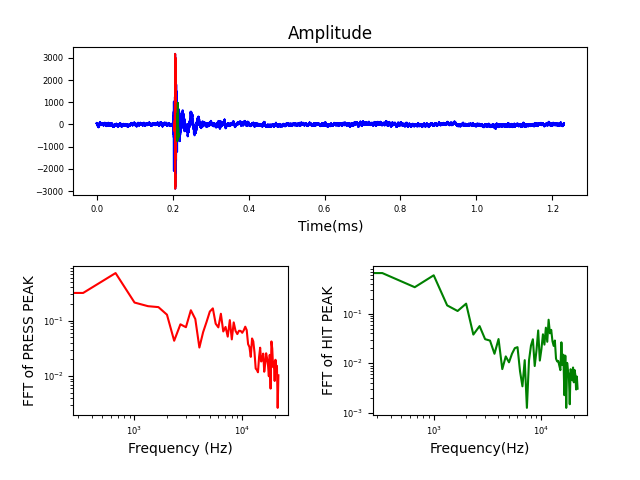 Amplitude
3000
2000
1000
0
−1000
−2000
−3000
0.0 0.2 0.4 0.6 0.8 1.0 1.2
Time(ms)
FFT of PRESS PEAK
10⁻¹
10⁻²
10³ 10⁴
Frequency (Hz)
FFT of HIT PEAK
10⁻¹
10⁻²
10⁻³
10³ 10⁴
Frequency(Hz)